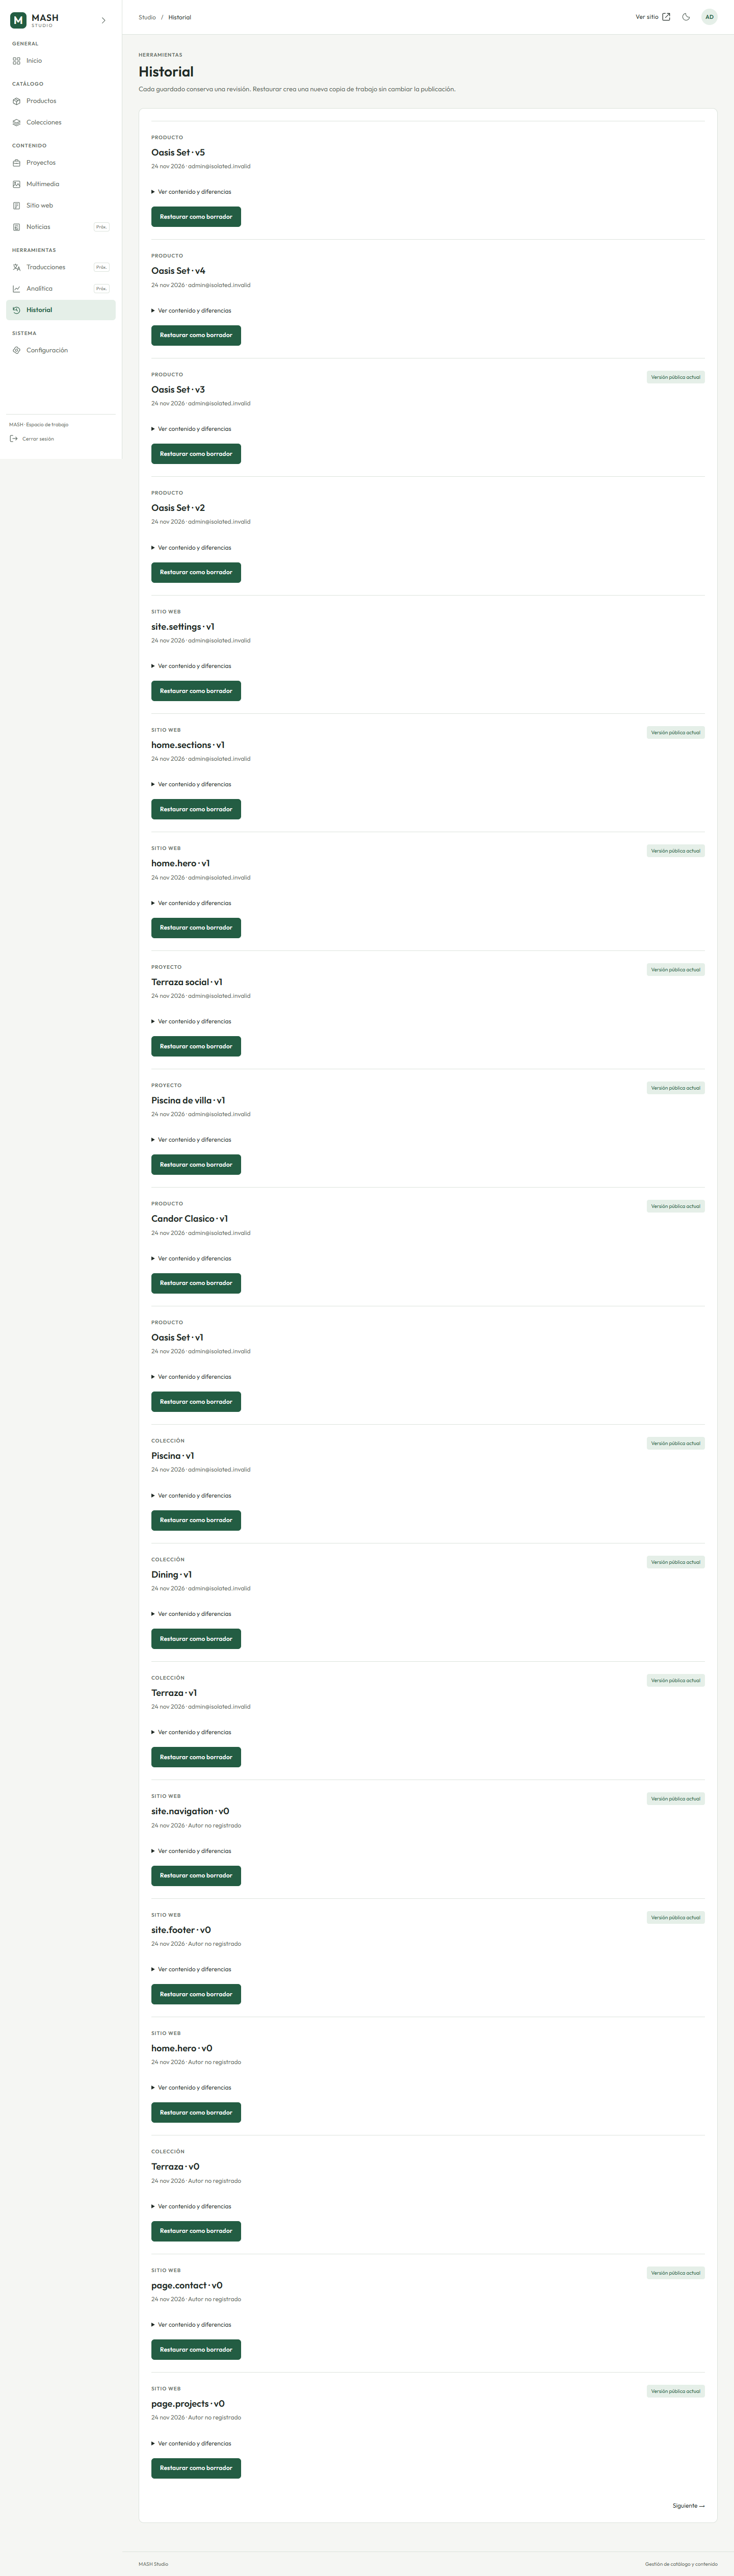 MASH
STUDIO
GENERAL
Inicio
CATÁLOGO
Productos
Colecciones
CONTENIDO
Proyectos
Multimedia
Sitio web
Noticias
Próx.
HERRAMIENTAS
Traducciones
Próx.
Analítica
Próx.
Historial
SISTEMA
Configuración
MASH · Espacio de trabajo
Cerrar sesión
Studio / Historial
Ver sitio
AD
HERRAMIENTAS
Historial
Cada guardado conserva una revisión. Restaurar crea una nueva copia de trabajo sin cambiar la publicación.
PRODUCTO
Oasis Set · v5
24 nov 2026 · admin@isolated.invalid
Ver contenido y diferencias
Restaurar como borrador
PRODUCTO
Oasis Set · v4
24 nov 2026 · admin@isolated.invalid
Ver contenido y diferencias
Restaurar como borrador
PRODUCTO
Versión pública actual
Oasis Set · v3
24 nov 2026 · admin@isolated.invalid
Ver contenido y diferencias
Restaurar como borrador
PRODUCTO
Oasis Set · v2
24 nov 2026 · admin@isolated.invalid
Ver contenido y diferencias
Restaurar como borrador
SITIO WEB
site.settings · v1
24 nov 2026 · admin@isolated.invalid
Ver contenido y diferencias
Restaurar como borrador
SITIO WEB
Versión pública actual
home.sections · v1
24 nov 2026 · admin@isolated.invalid
Ver contenido y diferencias
Restaurar como borrador
SITIO WEB
Versión pública actual
home.hero · v1
24 nov 2026 · admin@isolated.invalid
Ver contenido y diferencias
Restaurar como borrador
PROYECTO
Versión pública actual
Terraza social · v1
24 nov 2026 · admin@isolated.invalid
Ver contenido y diferencias
Restaurar como borrador
PROYECTO
Versión pública actual
Piscina de villa · v1
24 nov 2026 · admin@isolated.invalid
Ver contenido y diferencias
Restaurar como borrador
PRODUCTO
Versión pública actual
Candor Clasico · v1
24 nov 2026 · admin@isolated.invalid
Ver contenido y diferencias
Restaurar como borrador
PRODUCTO
Oasis Set · v1
24 nov 2026 · admin@isolated.invalid
Ver contenido y diferencias
Restaurar como borrador
COLECCIÓN
Versión pública actual
Piscina · v1
24 nov 2026 · admin@isolated.invalid
Ver contenido y diferencias
Restaurar como borrador
COLECCIÓN
Versión pública actual
Dining · v1
24 nov 2026 · admin@isolated.invalid
Ver contenido y diferencias
Restaurar como borrador
COLECCIÓN
Versión pública actual
Terraza · v1
24 nov 2026 · admin@isolated.invalid
Ver contenido y diferencias
Restaurar como borrador
SITIO WEB
Versión pública actual
site.navigation · v0
24 nov 2026 · Autor no registrado
Ver contenido y diferencias
Restaurar como borrador
SITIO WEB
Versión pública actual
site.footer · v0
24 nov 2026 · Autor no registrado
Ver contenido y diferencias
Restaurar como borrador
SITIO WEB
home.hero · v0
24 nov 2026 · Autor no registrado
Ver contenido y diferencias
Restaurar como borrador
COLECCIÓN
Terraza · v0
24 nov 2026 · Autor no registrado
Ver contenido y diferencias
Restaurar como borrador
SITIO WEB
Versión pública actual
page.contact · v0
24 nov 2026 · Autor no registrado
Ver contenido y diferencias
Restaurar como borrador
SITIO WEB
Versión pública actual
page.projects · v0
24 nov 2026 · Autor no registrado
Ver contenido y diferencias
Restaurar como borrador
Siguiente →
MASH Studio
Gestión de catálogo y contenido